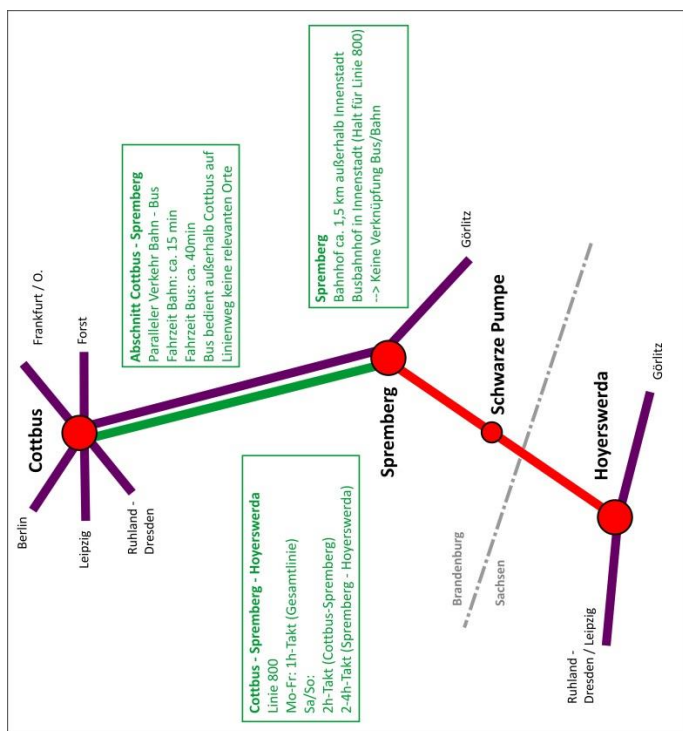 Frankfurt / O.
Berlin
Cottbus
Forst
Leipzig
Ruhland -
Dresden
Abschnitt Cottbus - Spremberg
Paralleler Verkehr Bahn - Bus
Fahrzeit Bahn: ca. 15 min
Fahrzeit Bus: ca. 40min
Bus bedient außerhalb Cottbus auf
Linienweg keine relevanten Orte
Cottbus - Spremberg - Hoyerswerda
Linie 800
Mo-Fr: 1h-Takt (Gesamtlinie)
Sa/So:
2h-Takt (Cottbus-Spremberg)
2-4h-Takt (Spremberg - Hoyerswerda)
Spremberg
Bahnhof ca. 1,5 km außerhalb Innenstadt
Busbahnhof in Innenstadt (Halt für Linie 800)
--> Keine Verknüpfung Bus/Bahn
Spremberg
Görlitz
Schwarze Pumpe
Brandenburg
Sachsen
Hoyerswerda
Görlitz
Ruhland -
Dresden / Leipzig